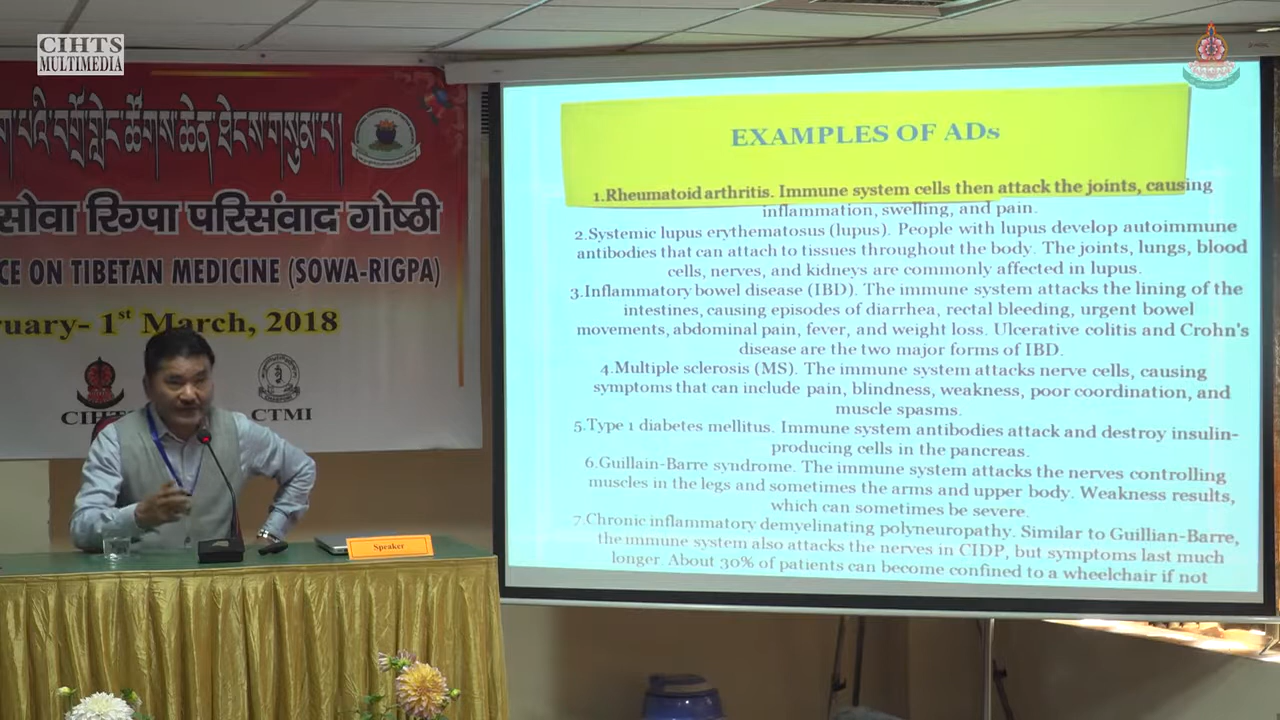 CIHTS
MULTIMEDIA
सोवा रिग्पा परिसंवाद गोष्ठी
CE ON TIBETAN MEDICINE (SOWA-RIGPA)
ruary- 1st March, 2018
CTMI
Speaker
EXAMPLES OF ADs
1.Rheumatoid arthritis. Immune system cells then attack the joints, causing
inflammation, swelling, and pain.
2.Systemic lupus erythematosus (lupus). People with lupus develop autoimmune
antibodies that can attach to tissues throughout the body. The joints, lungs, blood
cells, nerves, and kidneys are commonly affected in lupus.
3.Inflammatory bowel disease (IBD). The immune system attacks the lining of the
intestines, causing episodes of diarrhea, rectal bleeding, urgent bowel
movements, abdominal pain, fever, and weight loss. Ulcerative colitis and Crohn's
disease are the two major forms of IBD.
4.Multiple sclerosis (MS). The immune system attacks nerve cells, causing
symptoms that can include pain, blindness, weakness, poor coordination, and
muscle spasms.
5.Type 1 diabetes mellitus. Immune system antibodies attack and destroy insulin-
producing cells in the pancreas.
6.Guillain-Barre syndrome. The immune system attacks the nerves controlling
muscles in the legs and sometimes the arms and upper body. Weakness results,
which can sometimes be severe.
7.Chronic inflammatory demyelinating polyneuropathy. Similar to Guillian-Barre,
the immune system also attacks the nerves in CIDP, but symptoms last much
longer. About 30% of patients can become confined to a wheelchair if not